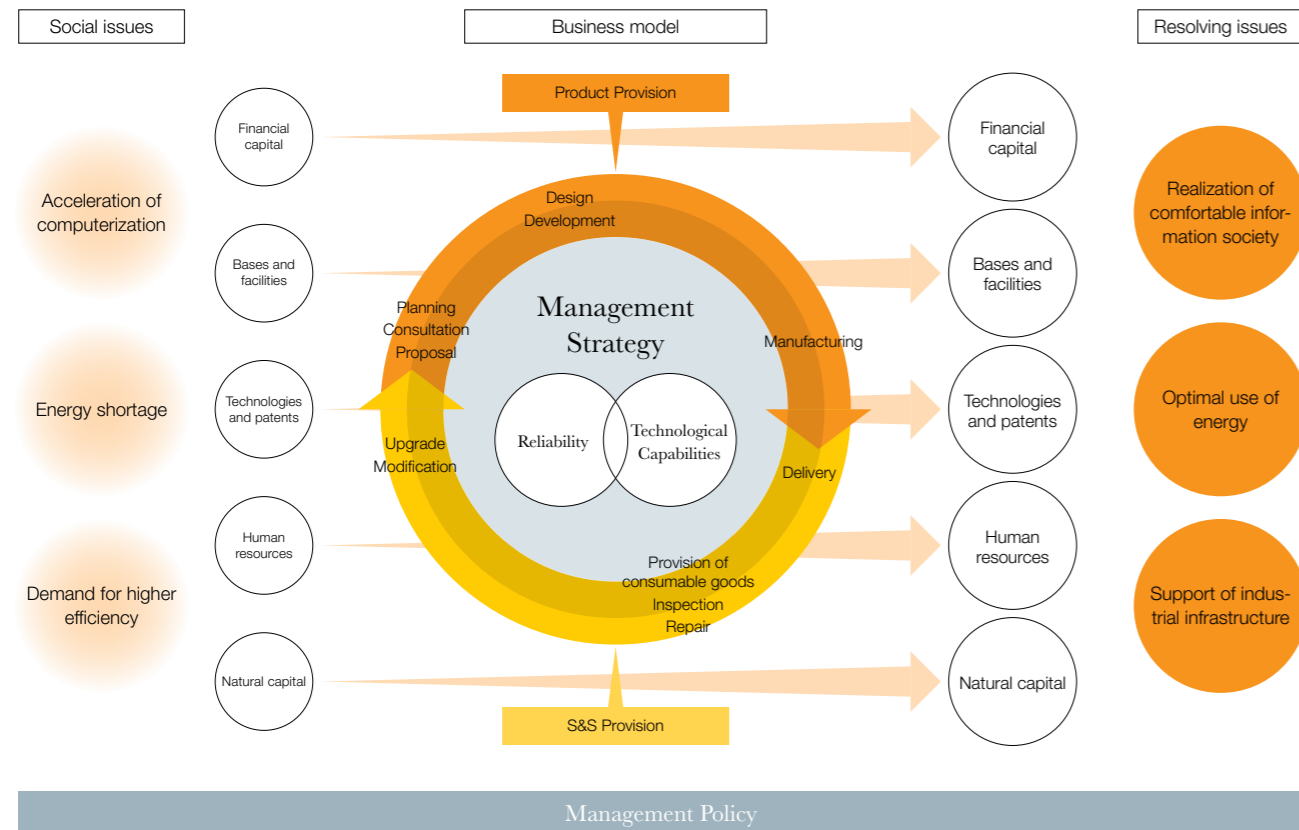 Social issues
Business model
Resolving issues
Acceleration of
computerization
Energy shortage
Demand for higher
efficiency
Financial
capital
Bases and
facilities
Technologies
and patents
Human
resources
Natural capital
Product Provision
Design
Development
Planning
Consultation
Proposal
Manufacturing
Management
Strategy
Reliability
Technological
Capabilities
Upgrade
Modification
Delivery
Provision of
consumable goods
Inspection
Repair
S&S Provision
Financial
capital
Bases and
facilities
Technologies
and patents
Human
resources
Natural capital
Realization of
comfortable infor-
mation society
Optimal use of
energy
Support of indus-
trial infrastructure
Management Policy